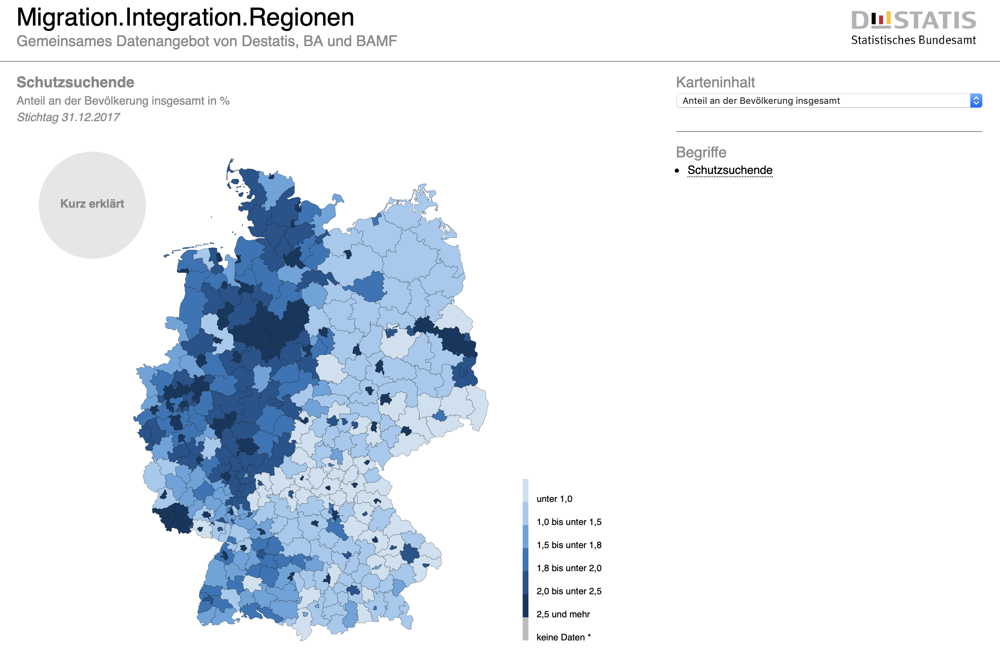 Migration.Integration.Regionen
Gemeinsames Datenangebot von Destatis, BA und BAMF
DESTATIS
Statistisches Bundesamt
Schutzsuchende
Anteil an der Bevölkerung insgesamt in %
Stichtag 31.12.2017
Kurz erklärt
Karteninhalt
Anteil an der Bevölkerung insgesamt
Begriffe
• Schutzsuchende
unter 1,0
1,0 bis unter 1,5
1,5 bis unter 1,8
1,8 bis unter 2,0
2,0 bis unter 2,5
2,5 und mehr
keine Daten *